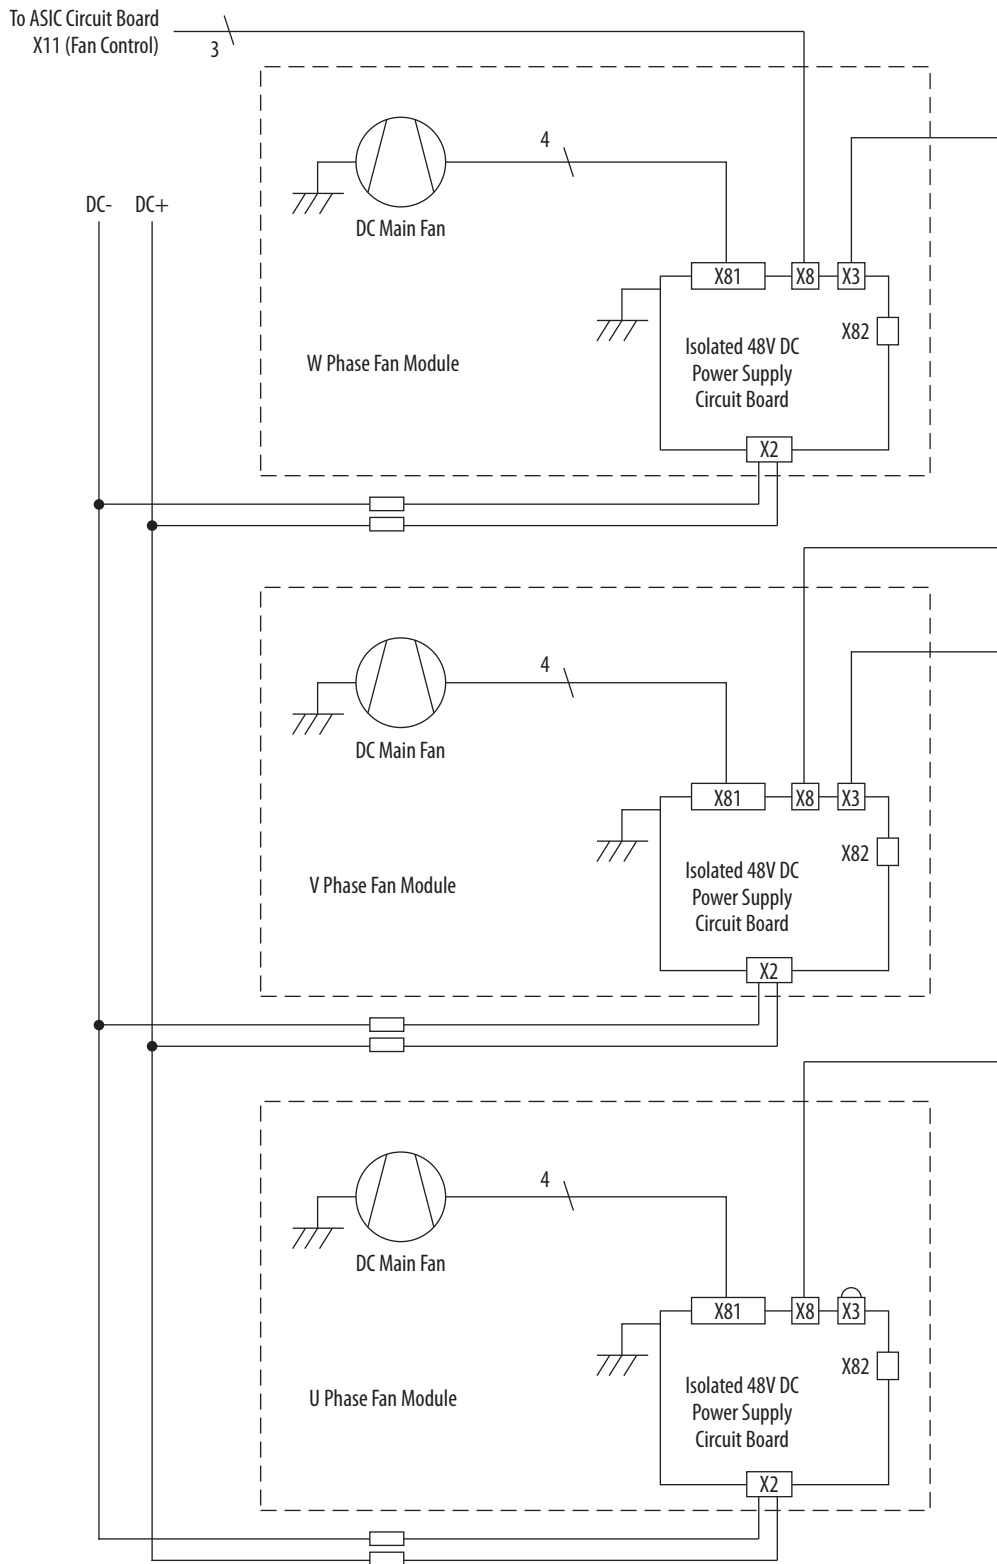 To ASIC Circuit Board
X11 (Fan Control)
3
4
DC Main Fan
DC- DC+
X81 X8 X3
X82
Isolated 48V DC
Power Supply
Circuit Board
W Phase Fan Module
X2
4
DC Main Fan
X81 X8 X3
X82
Isolated 48V DC
Power Supply
Circuit Board
V Phase Fan Module
X2
4
DC Main Fan
X81 X8 X3
X82
Isolated 48V DC
Power Supply
Circuit Board
U Phase Fan Module
X2